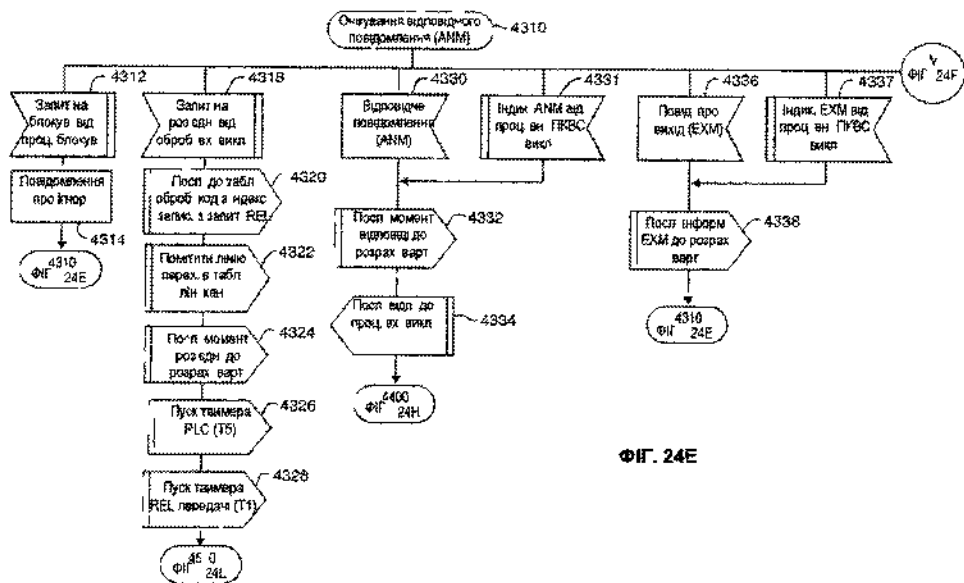 Очікування відповідного
повідомлення (ANM)
4310
ФІГ 24F
4312
Запит на
блокув від
проц. блокув
Повідомлення
про ігнор
4314
4310
ФІГ 24E
4318
Запит на
роз'єдн від
оброб вх викл
Посл до табл
оброб код з індекс
запис. з запит REL
4320
Помітити лінію
перех. в табл
лін кан
4322
Посл момент
роз'єдн до
розрах варт
4324
Пуск таймера
RLC (T5)
4326
Пуск таймера
REL передачі (T1)
4328
ФІГ 24L
4330
Відповідне
повідомлення
(ANM)
4331
Індик ANM від
проц вн ПКВС
викл
Посл момент
відповіді до
розрах варт
4332
Посл відп до
проц. вх викл
4334
4400
ФІГ 24H
4336
Повід про
вихід (EXM)
4337
Індик. EXM від
проц вн ПКВС
викл
Посл інформ
EXM до розрах
варт
4338
4310
ФІГ 24E
ФІГ. 24E